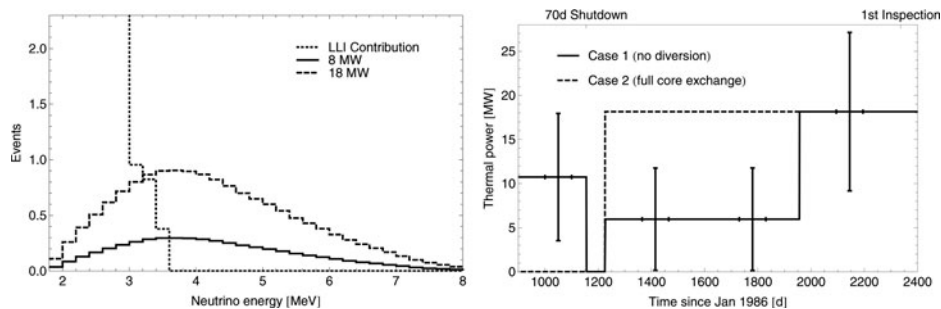 LLI Contribution
8 MW
18 MW
Events
2.0
1.5
1.0
0.5
0.0
2 3 4 5 6 7 8
Neutrino energy [MeV]
70d Shutdown 1st Inspection
Case 1 (no diversion)
Case 2 (full core exchange)
Thermal power [MW]
25
20
15
10
5
0
1000 1200 1400 1600 1800 2000 2200 2400
Time since Jan 1986 [d]